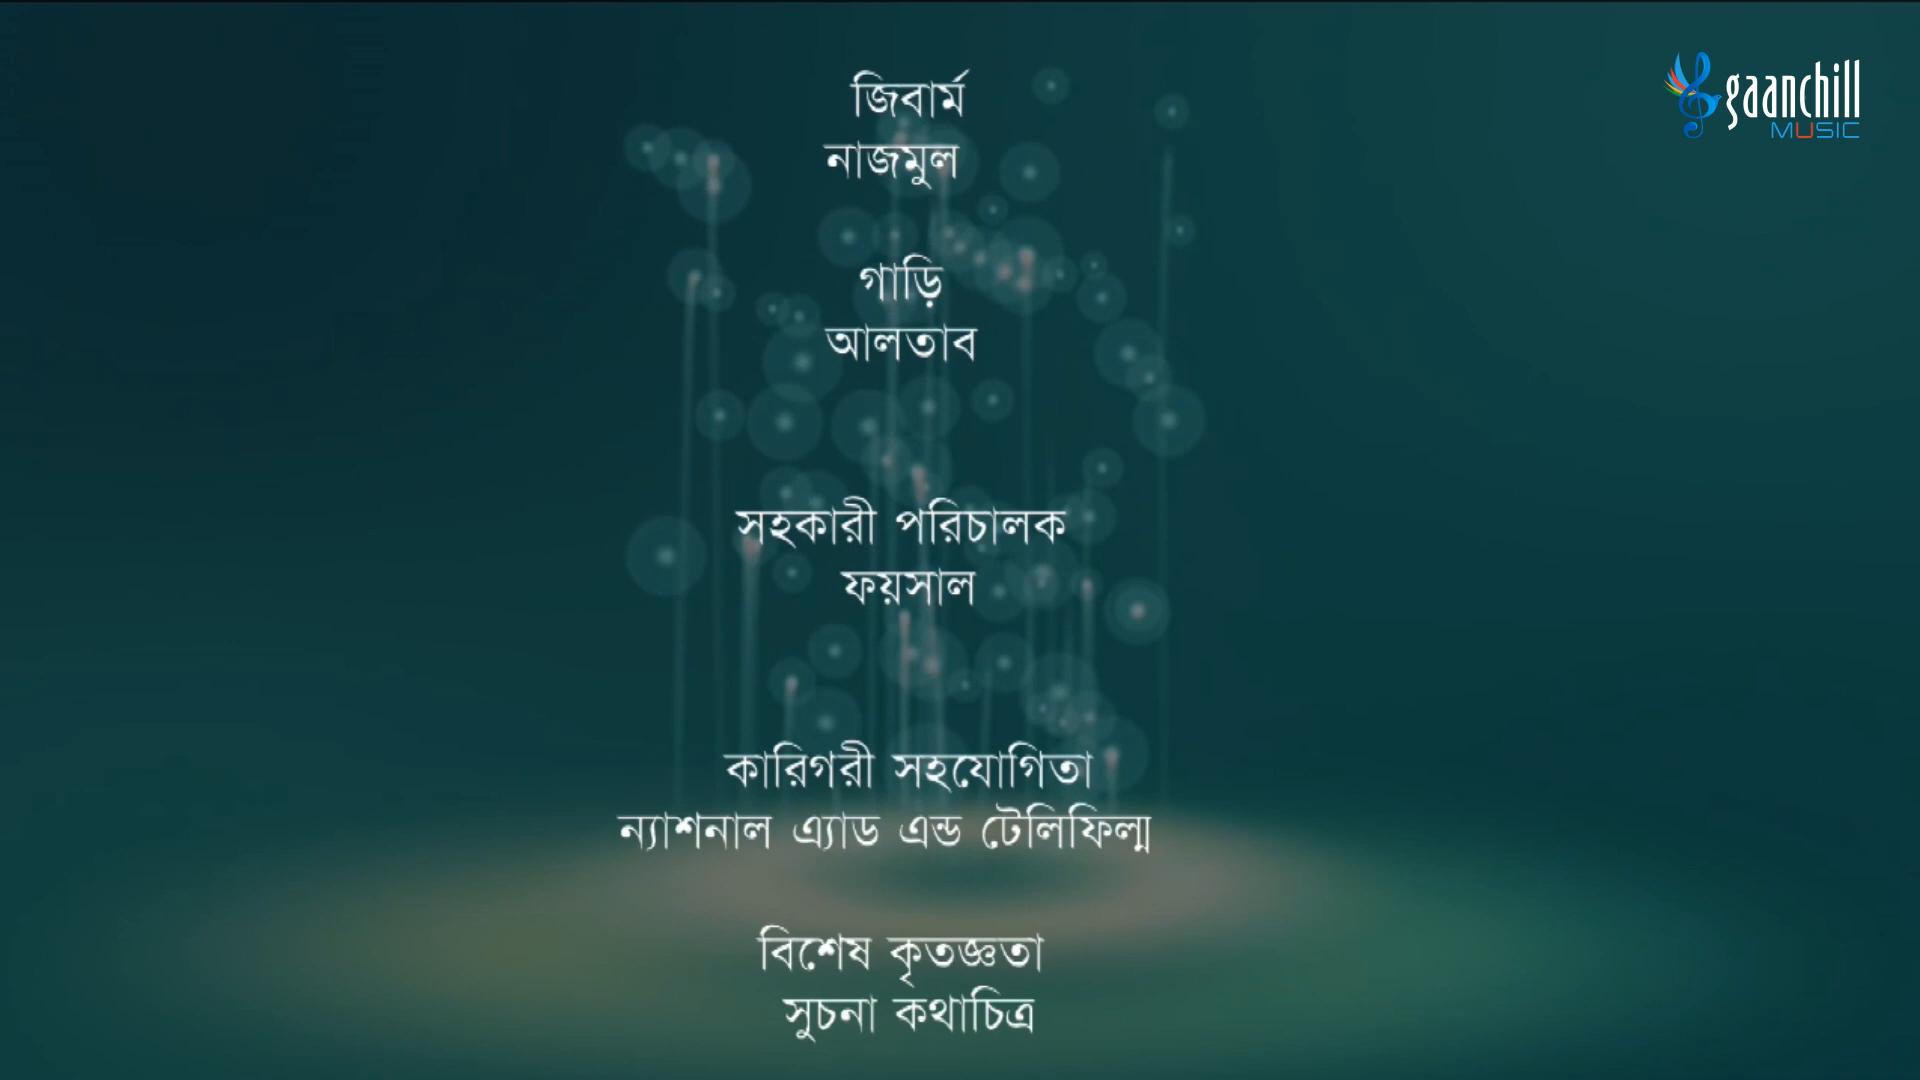 জিবার্ম
নাজমুল
গাড়ি
আলতাব
সহকারী পরিচালক
ফয়সাল
কারিগরী সহযোগিতা
ন্যাশনাল এ্যাড এন্ড টেলিফিল্ম
বিশেষ কৃতজ্ঞতা
সুচনা কথাচিত্র
gaanchill
MUSIC